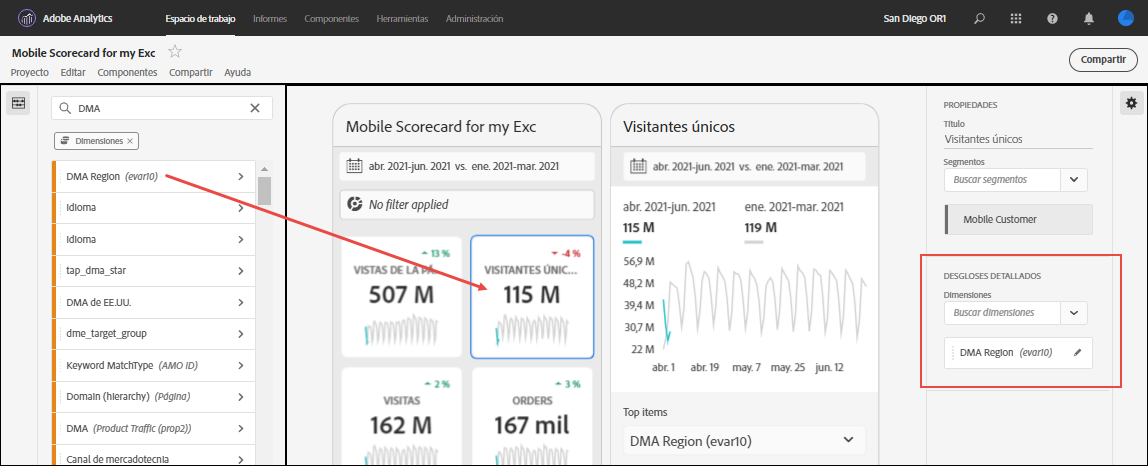 Adobe Analytics
Espacio de trabajo
Informes
Componentes
Herramientas
Administración
San Diego OR1
Mobile Scorecard for my Exc
Proyecto
Editar
Componentes
Compartir
Ayuda
Compartir
DMA
Dimensiones
DMA Region (evar10)
Idioma
Idioma
tap_dma_star
DMA de EE.UU.
dme_target_group
Keyword MatchType (AMO ID)
Domain (hierarchy) (Página)
DMA (Product Traffic (prop2))
Canal de mercadotecnia
Mobile Scorecard for my Exc
abr. 2021-jun. 2021 vs. ene. 2021-mar. 2021
No filter applied
13 %
VISTAS DE LA PÁ...
507 M
-4 %
VISITANTES ÚNIC...
115 M
2 %
VISITAS
162 M
3 %
ORDERS
167 mil
Visitantes únicos
abr. 2021-jun. 2021 vs. ene. 2021-mar. 2021
abr. 2021-jun. 2021
115 M
ene. 2021-mar. 2021
119 M
56,9 M
48,2 M
39,4 M
30,7 M
22 M
abr. 1
abr. 19
may. 7
may. 25
jun. 12
Top items
DMA Region (evar10)
PROPIEDADES
Título
Visitantes únicos
Segmentos
Buscar segmentos
Mobile Customer
DESGLOSES DETALLADOS
Dimensiones
Buscar dimensiones
DMA Region (evar10)